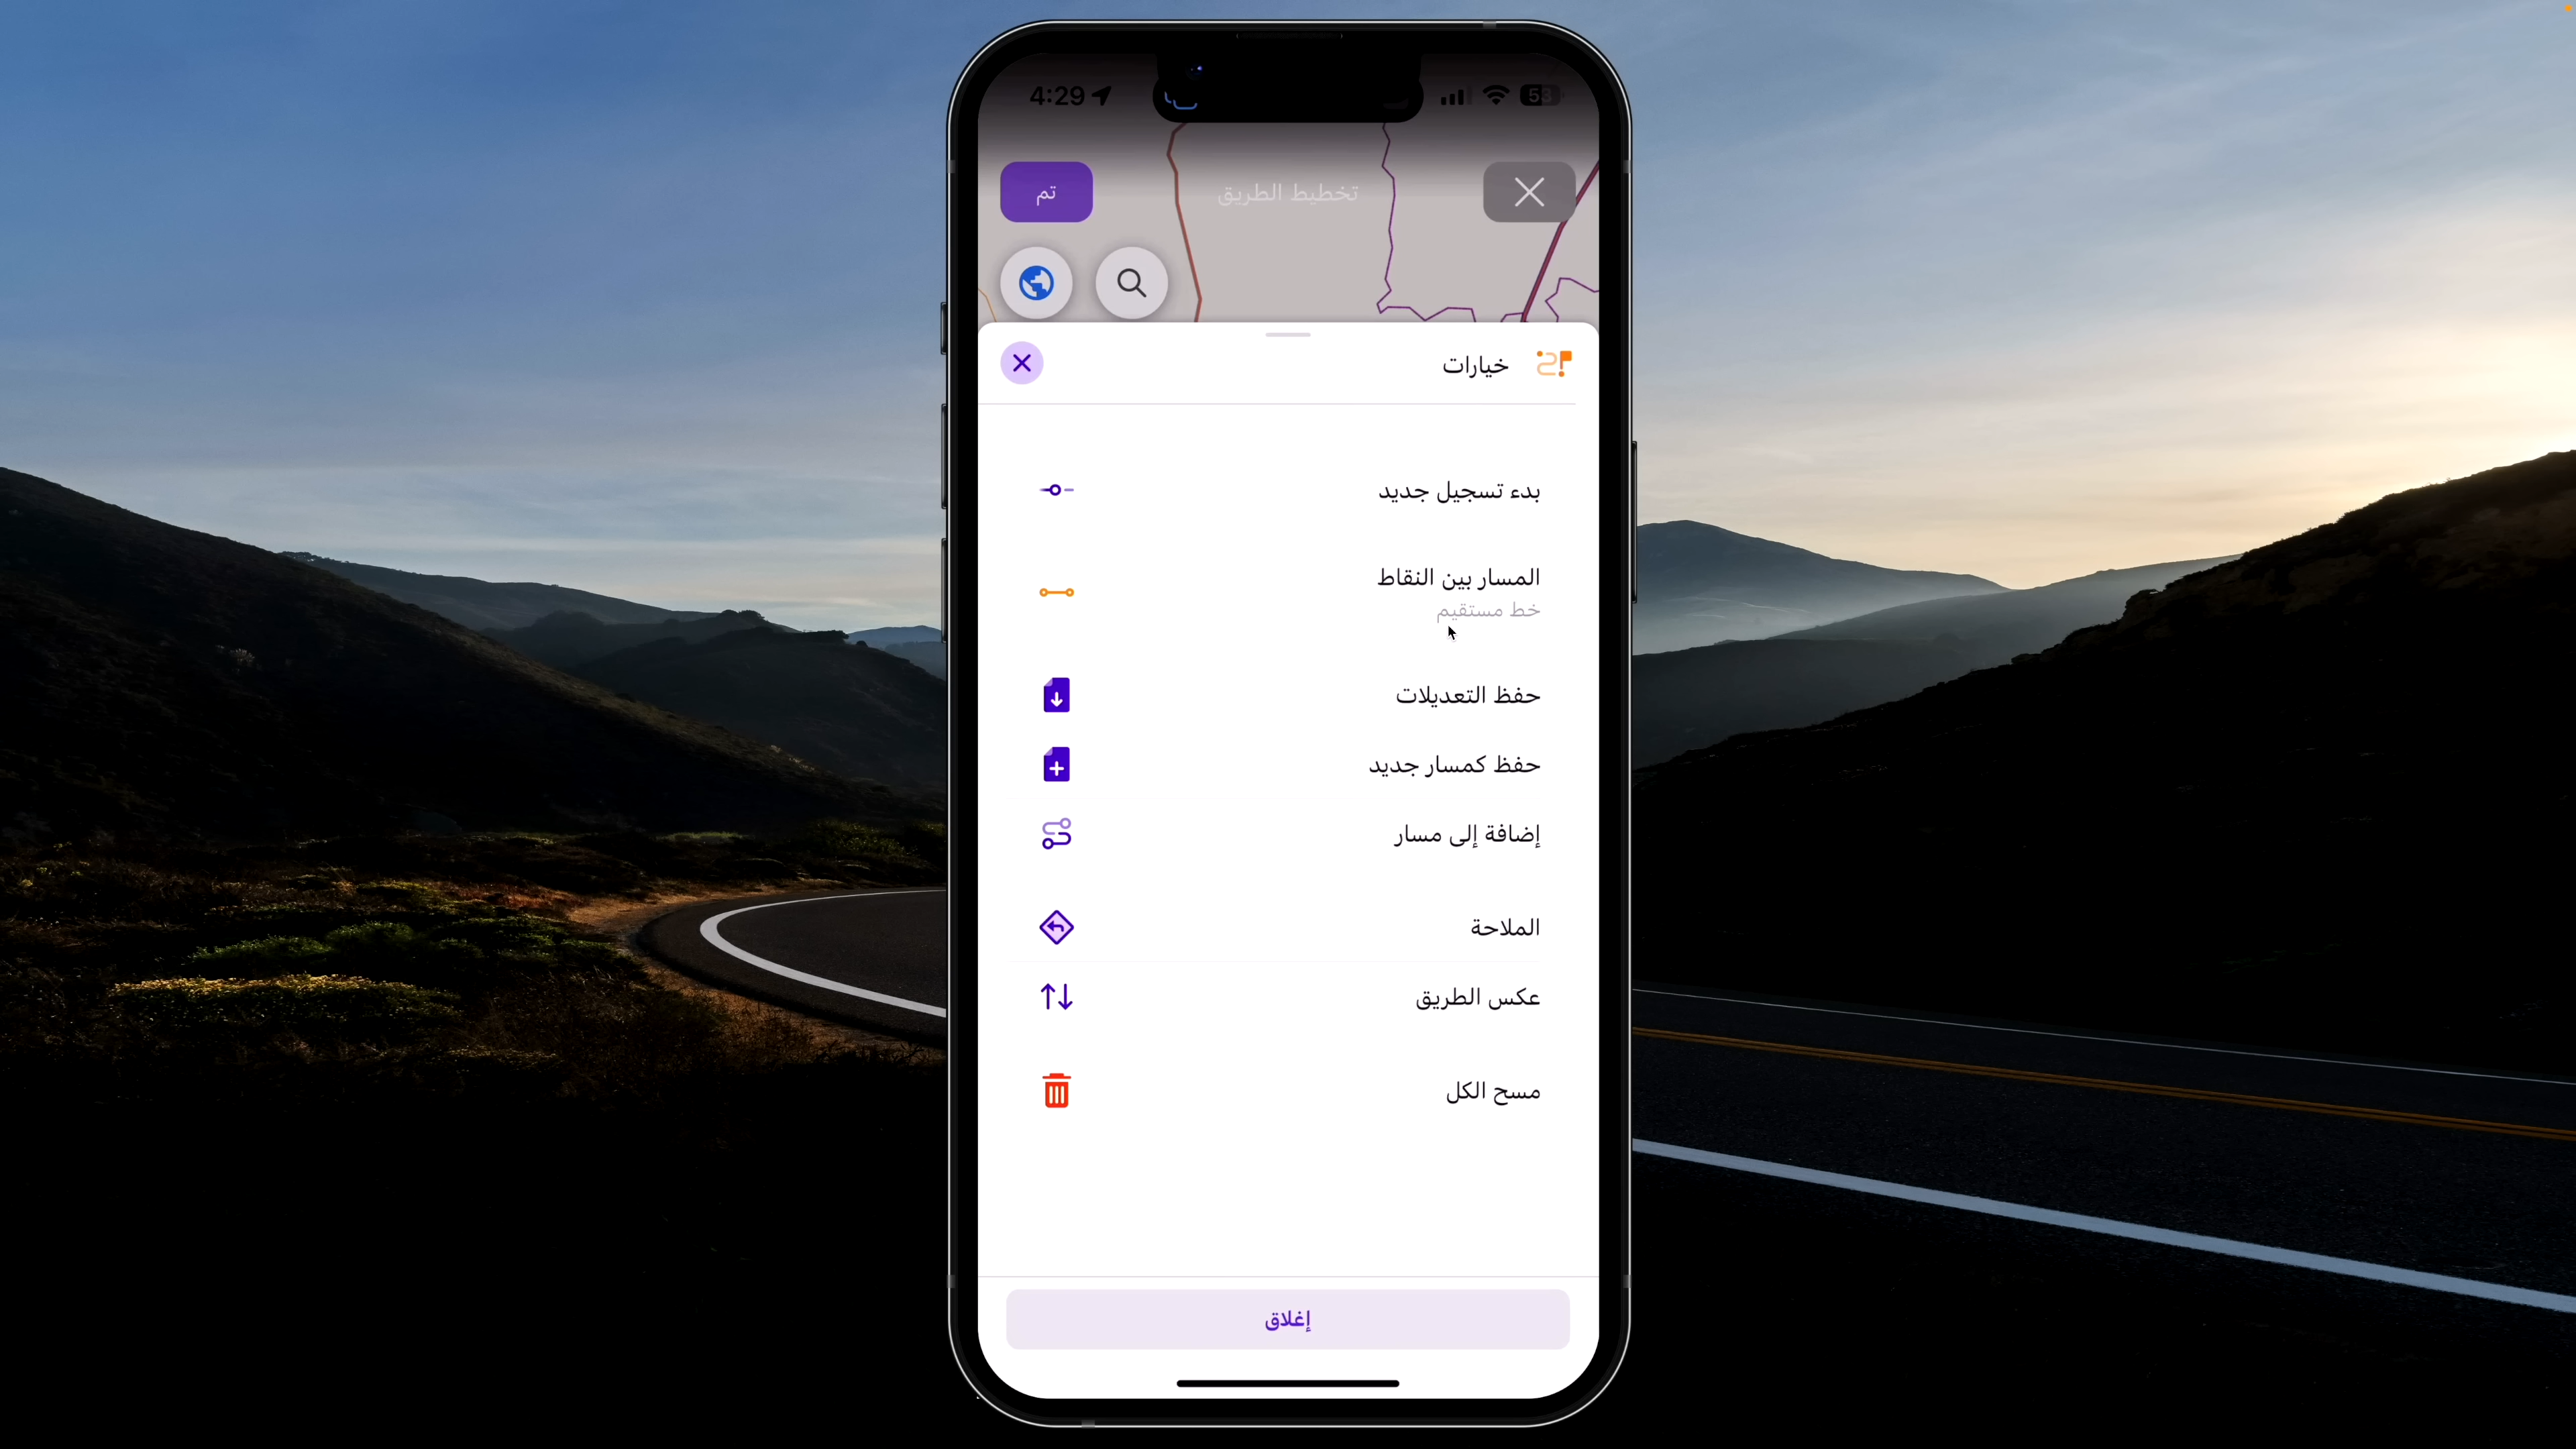 4:29
53
تم
تخطيط الطريق
خيارات
بدء تسجيل جديد
المسار بين النقاط
خط مستقيم
حفظ التعديلات
حفظ كمسار جديد
إضافة إلى مسار
الملاحة
عكس الطريق
مسح الكل
إغلاق